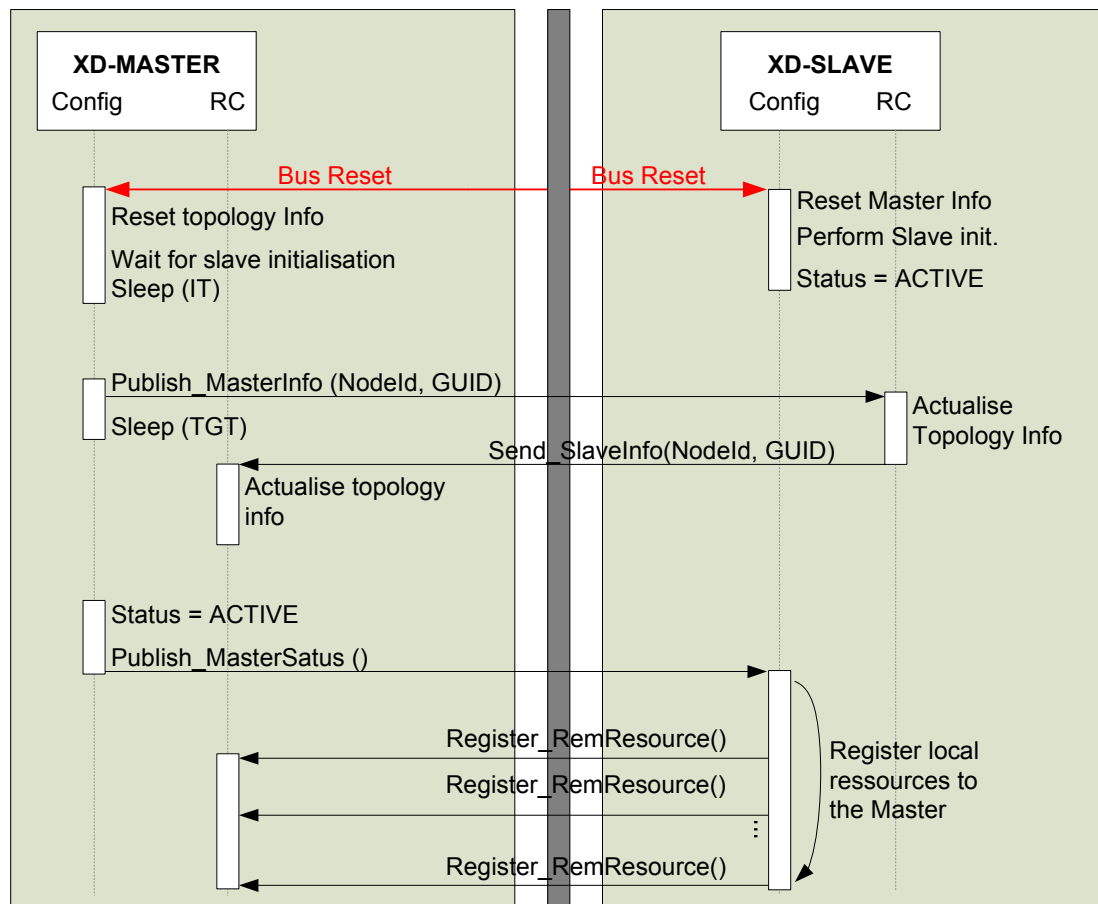 XD-MASTER
Config RC
XD-SLAVE
Config RC
Bus Reset
Bus Reset
Reset topology Info
Wait for slave initialisation
Sleep (IT)
Reset Master Info
Perform Slave init.
Status = ACTIVE
Publish_MasterInfo (NodeId, GUID)
Sleep (TGT)
Actualise
Topology Info
Send_SlaveInfo(NodeId, GUID)
Actualise topology
info
Status = ACTIVE
Publish_MasterSatus ()
Register_RemResource()
Register_RemResource()
...
Register_RemResource()
Register local
ressources to
the Master